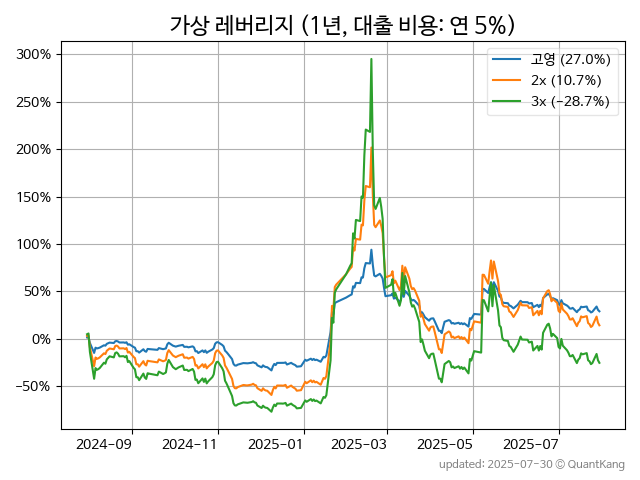 가상 레버리지 (1년, 대출 비용: 연 5%)
300%
250%
200%
150%
100%
50%
0%
−50%
고영 (27.0%)
2x (10.7%)
3x (−28.7%)
2024-09
2024-11
2025-01
2025-03
2025-05
2025-07
updated: 2025-07-30 © QuantKang